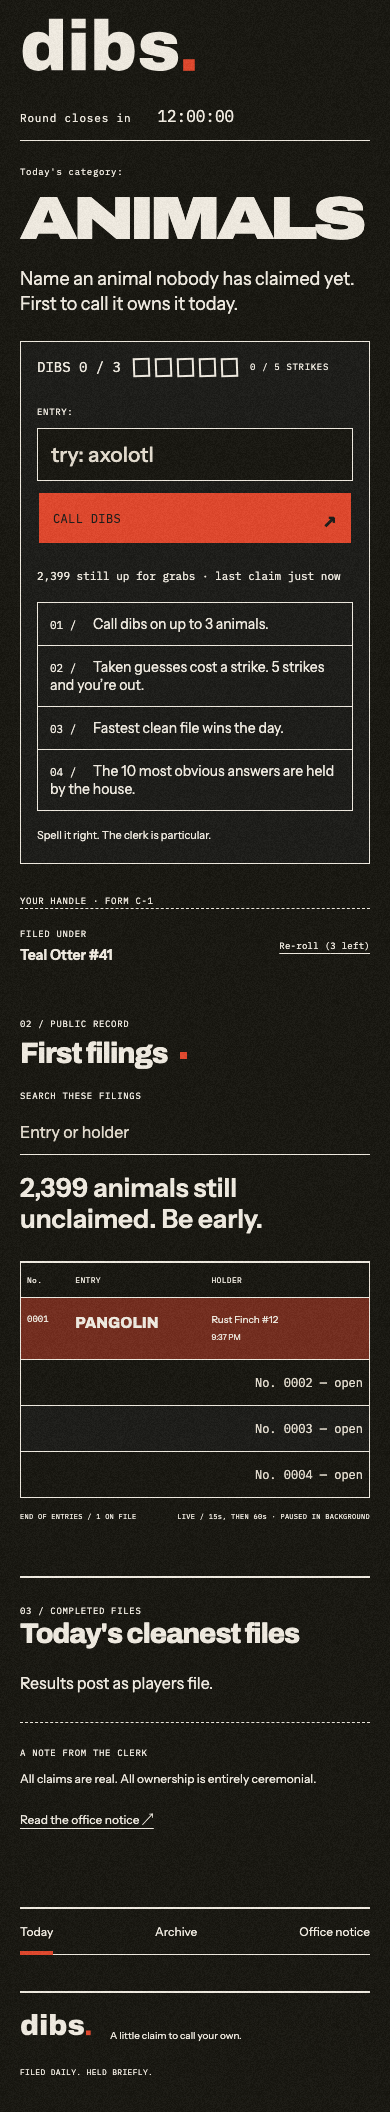 dibs.
Round closes in 12:00:00
Today's category:
ANIMALS
Name an animal nobody has claimed yet.
First to call it owns it today.
DIBS 0 / 3 0 / 5 STRIKES
ENTRY:
try: axolotl
CALL DIBS ↗
2,399 still up for grabs · last claim just now
01 / Call dibs on up to 3 animals.
02 / Taken guesses cost a strike. 5 strikes
and you're out.
03 / Fastest clean file wins the day.
04 / The 10 most obvious answers are held
by the house.
Spell it right. The clerk is particular.
YOUR HANDLE · FORM C-1
FILED UNDER
Teal Otter #41
Re-roll (3 left)
02 / PUBLIC RECORD
First filings
SEARCH THESE FILINGS
Entry or holder
2,399 animals still
unclaimed. Be early.
No. ENTRY HOLDER
0001 PANGOLIN Rust Finch #12
9:37 PM
No. 0002 — open
No. 0003 — open
No. 0004 — open
END OF ENTRIES / 1 ON FILE LIVE / 15s, THEN 60s · PAUSED IN BACKGROUND
03 / COMPLETED FILES
Today's cleanest files
Results post as players file.
A NOTE FROM THE CLERK
All claims are real. All ownership is entirely ceremonial.
Read the office notice ↗
Today Archive Office notice
dibs. A little claim to call your own.
FILED DAILY. HELD BRIEFLY.